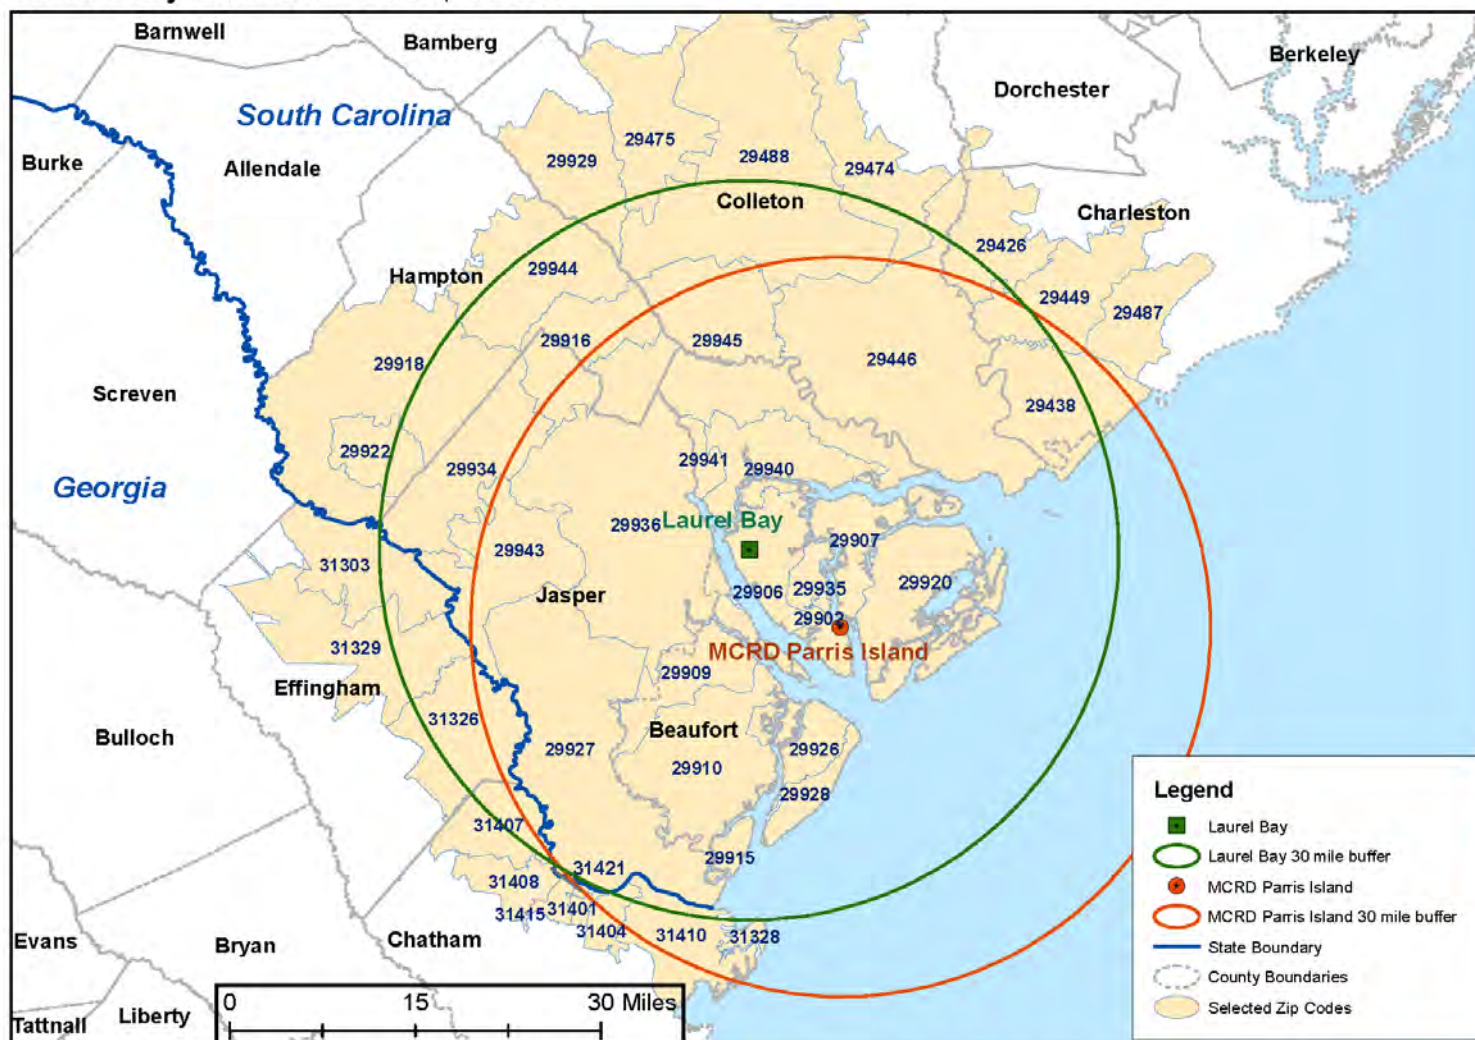 Barnwell
Bamberg
Berkeley
Dorchester
South Carolina
29475
29488
29474
29929
Burke
Allendale
Colleton
Charleston
29426
Hampton
29944
29449
29487
29916
29945
29446
29918
Screven
29438
29922
29934
29941
29940
Georgia
29936
Laurel Bay
29943
29907
31303
29906
29935
29920
Jasper
29902
31329
MCRD Parris Island
29909
Effingham
31326
Beaufort
Bulloch
29927
29926
29910
29928
31407
29915
31421
31408
31415
31401
31404
31410
31328
Evans
Bryan
Chatham
Tattnall
Liberty
0 15 30 Miles
Legend
Laurel Bay
Laurel Bay 30 mile buffer
MCRD Parris Island
MCRD Parris Island 30 mile buffer
State Boundary
County Boundaries
Selected Zip Codes